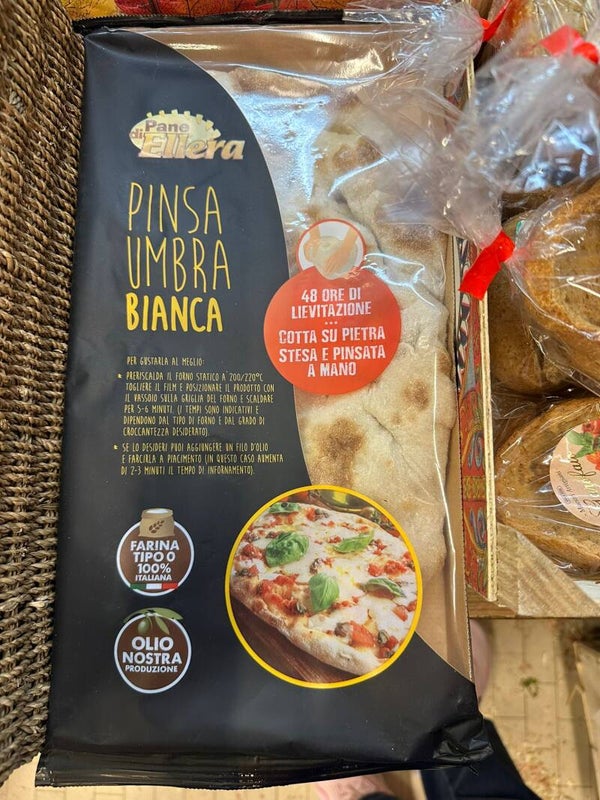 Pane
di Ellera
PINSA
UMBRA
BIANCA
48 ORE DI
LIEVITAZIONE
...
COTTA SU PIETRA
STESA E PINSATA
A MANO
PER GUSTARLA AL MEGLIO:
* PRERISCALDA IL FORNO STATICO A 200/220°C
TOGLIERE IL FILM E POSIZIONARE IL PRODOTTO CON
IL VASSOIO SULLA GRIGLIA DEL FORNO E SCALDARE
PER 5-6 MINUTI. (I TEMPI SONO INDICATIVI E
DIPENDONO DAL TIPO DI FORNO E DAL GRADO DI
CROCCANTEZZA DESIDERATO).
* SE LO DESIDERI PUOI AGGIUNGERE UN FILO D'OLIO
E FARCIRLA A PIACIMENTO (IN QUESTO CASO AUMENTA
DI 2-3 MINUTI IL TEMPO DI INFORNAMENTO).
FARINA
TIPO 0
100%
ITALIANA
OLIO
NOSTRA
PRODUZIONE